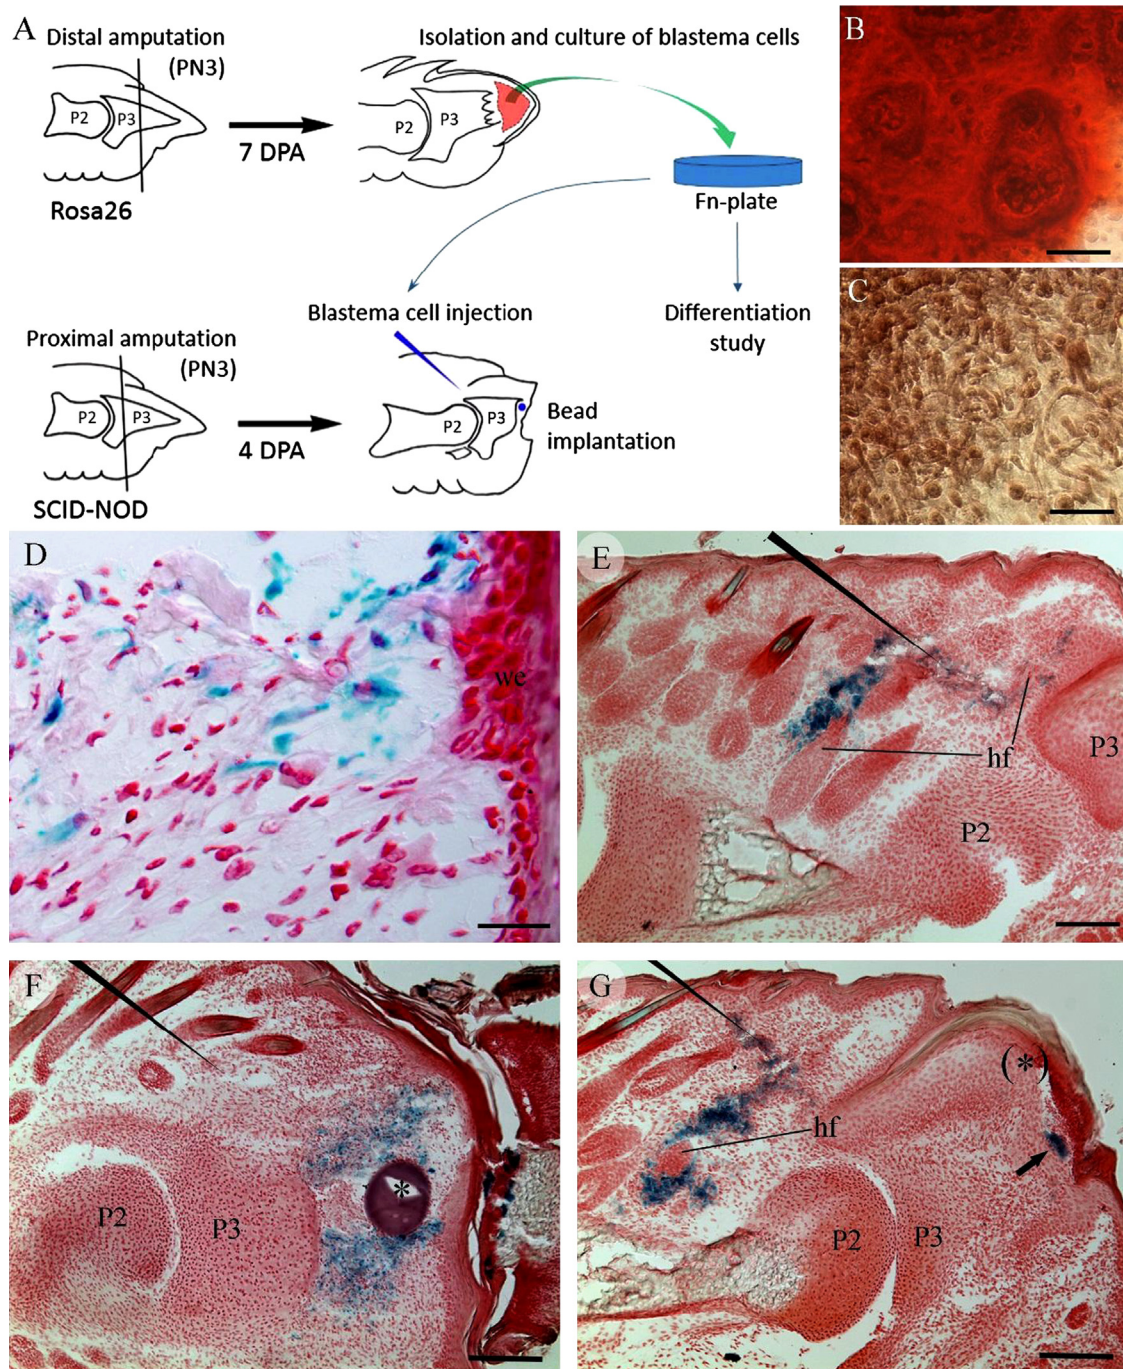 A
Distal amputation
(PN3)
P2
P3
Rosa26
7 DPA
Isolation and culture of blastema cells
P2
P3
Fn-plate
Differentiation
study
Blastema cell injection
Proximal amputation
(PN3)
P2
P3
SCID-NOD
4 DPA
P2
P3
Bead
implantation
B
C
D
we
E
hf
P2
P3
F
P2
P3
*
G
(*)
hf
P2
P3